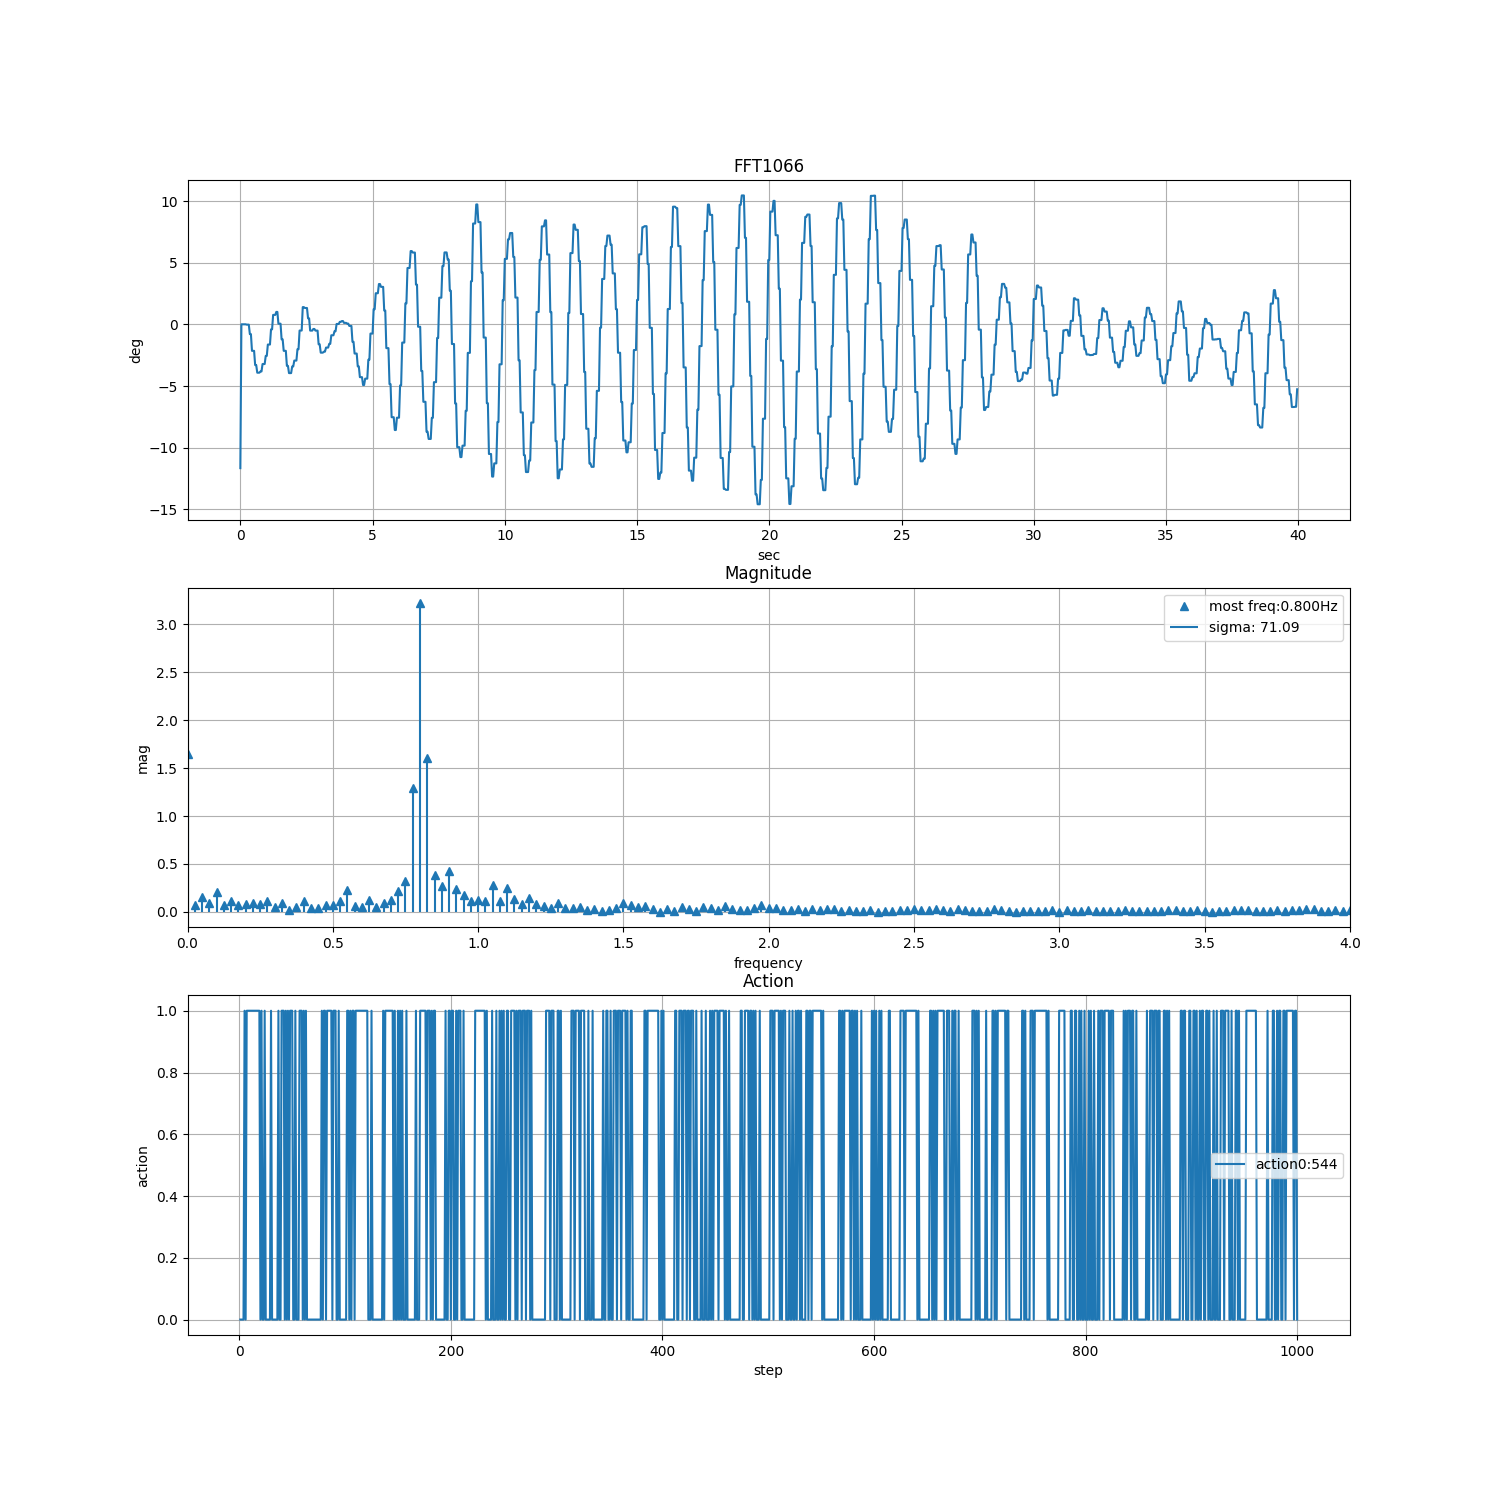 FFT1066
10
5
0
−5
−10
−15
deg
0 5 10 15 20 25 30 35 40
sec
Magnitude
most freq:0.800Hz
sigma: 71.09
3.0
2.5
2.0
1.5
1.0
0.5
0.0
mag
0.0 0.5 1.0 1.5 2.0 2.5 3.0 3.5 4.0
frequency
Action
1.0
0.8
0.6
0.4
0.2
0.0
action
action0:544
0 200 400 600 800 1000
step